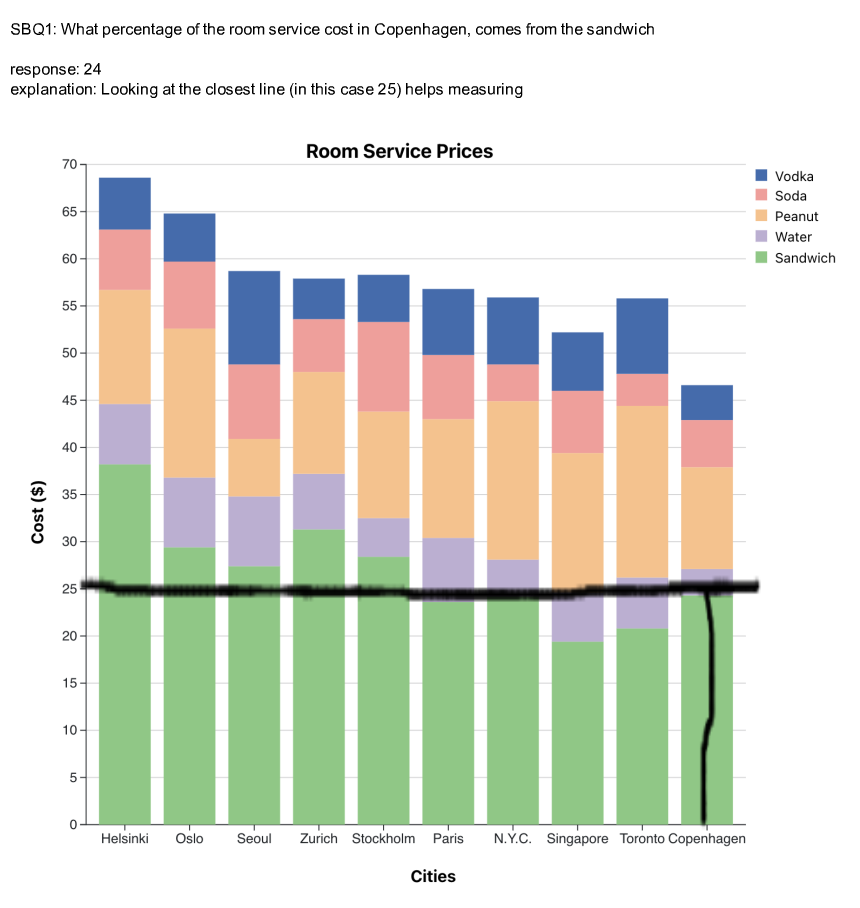 SBQ1: What percentage of the room service cost in Copenhagen, comes from the sandwich
response: 24
explanation: Looking at the closest line (in this case 25) helps measuring
Room Service Prices
70
65
60
55
50
45
40
35
30
25
20
15
10
5
0
Cost ($)
Vodka
Soda
Peanut
Water
Sandwich
Helsinki Oslo Seoul Zurich Stockholm Paris N.Y.C. Singapore Toronto Copenhagen
Cities